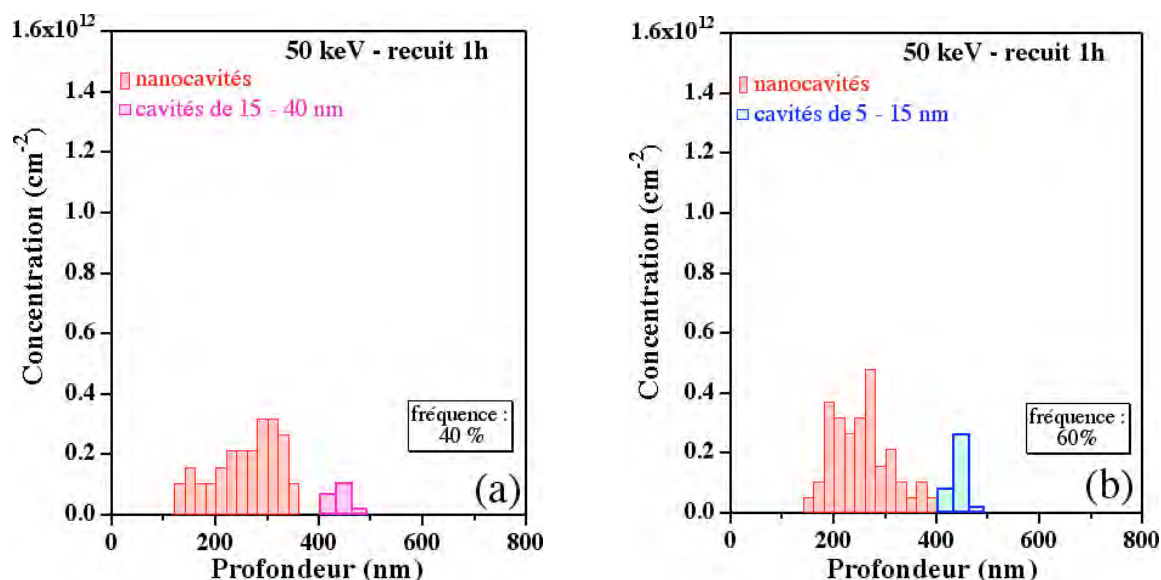 1.6x10^12
50 keV - recuit 1h
nanocavités
cavités de 15 - 40 nm
1.4
1.2
1.0
0.8
0.6
0.4
0.2
0.0
Concentration (cm^-2)
fréquence :
40 %
(a)
0
200
400
600
800
Profondeur (nm)
1.6x10^12
50 keV - recuit 1h
nanocavités
cavités de 5 - 15 nm
1.4
1.2
1.0
0.8
0.6
0.4
0.2
0.0
Concentration (cm^-2)
fréquence :
60%
(b)
0
200
400
600
800
Profondeur (nm)